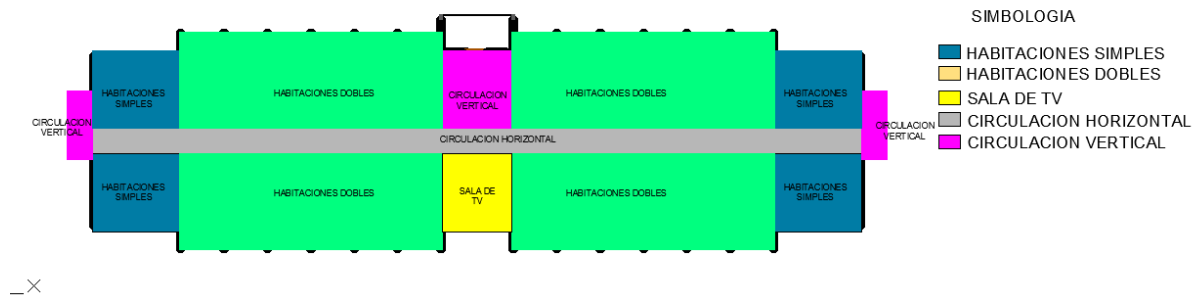 SIMBOLOGIA
HABITACIONES SIMPLES
HABITACIONES DOBLES
SALA DE TV
CIRCULACION HORIZONTAL
CIRCULACION VERTICAL
HABITACIONES
SIMPLES
HABITACIONES DOBLES
CIRCULACION
VERTICAL
HABITACIONES DOBLES
HABITACIONES
SIMPLES
CIRCULACION
VERTICAL
CIRCULACION HORIZONTAL
CIRCULACION
VERTICAL
HABITACIONES
SIMPLES
HABITACIONES DOBLES
SALA DE
TV
HABITACIONES DOBLES
HABITACIONES
SIMPLES
X